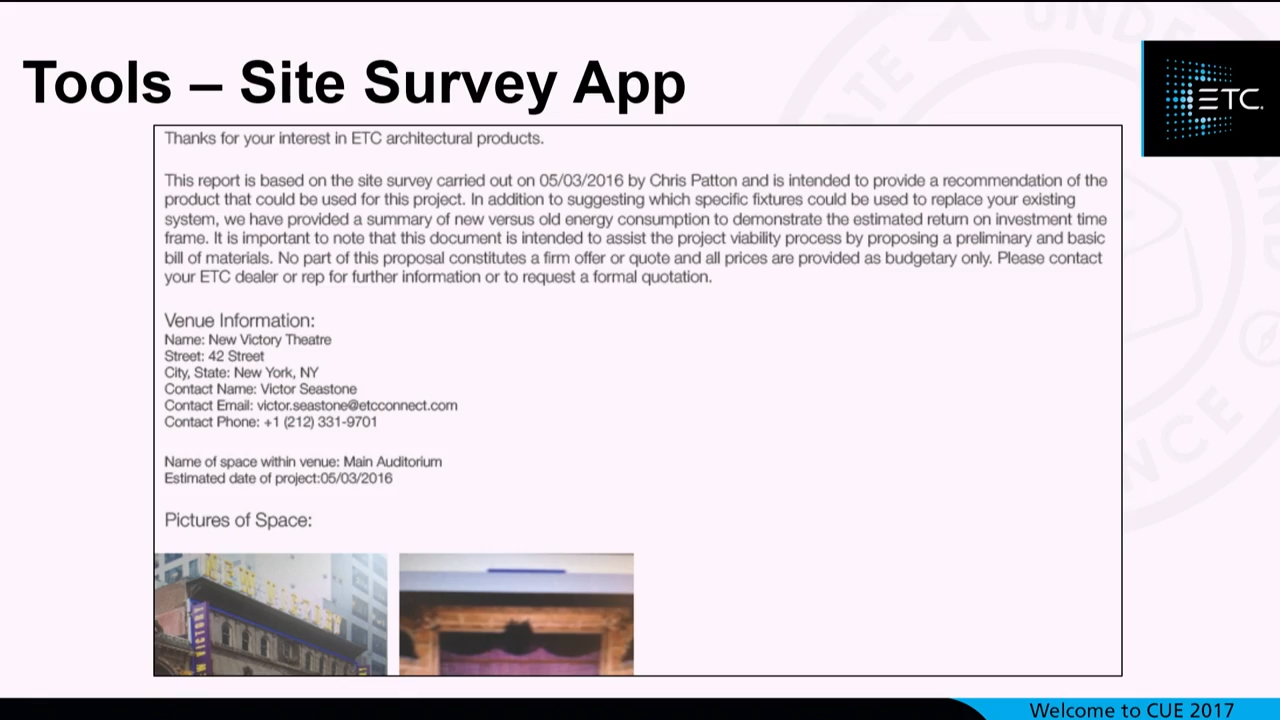 Tools – Site Survey App
ETC.
Thanks for your interest in ETC architectural products.
This report is based on the site survey carried out on 05/03/2016 by Chris Patton and is intended to provide a recommendation of the
product that could be used for this project. In addition to suggesting which specific fixtures could be used to replace your existing
system, we have provided a summary of new versus old energy consumption to demonstrate the estimated return on investment time
frame. It is important to note that this document is intended to assist the project viability process by proposing a preliminary and basic
bill of materials. No part of this proposal constitutes a firm offer or quote and all prices are provided as budgetary only. Please contact
your ETC dealer or rep for further information or to request a formal quotation.
Venue Information:
Name: New Victory Theatre
Street: 42 Street
City, State: New York, NY
Contact Name: Victor Seastone
Contact Email: victor.seastone@etcconnect.com
Contact Phone: +1 (212) 331-9701
Name of space within venue: Main Auditorium
Estimated date of project:05/03/2016
Pictures of Space:
NEW VICTORY
NEW VICTORY
Welcome to CUE 2017